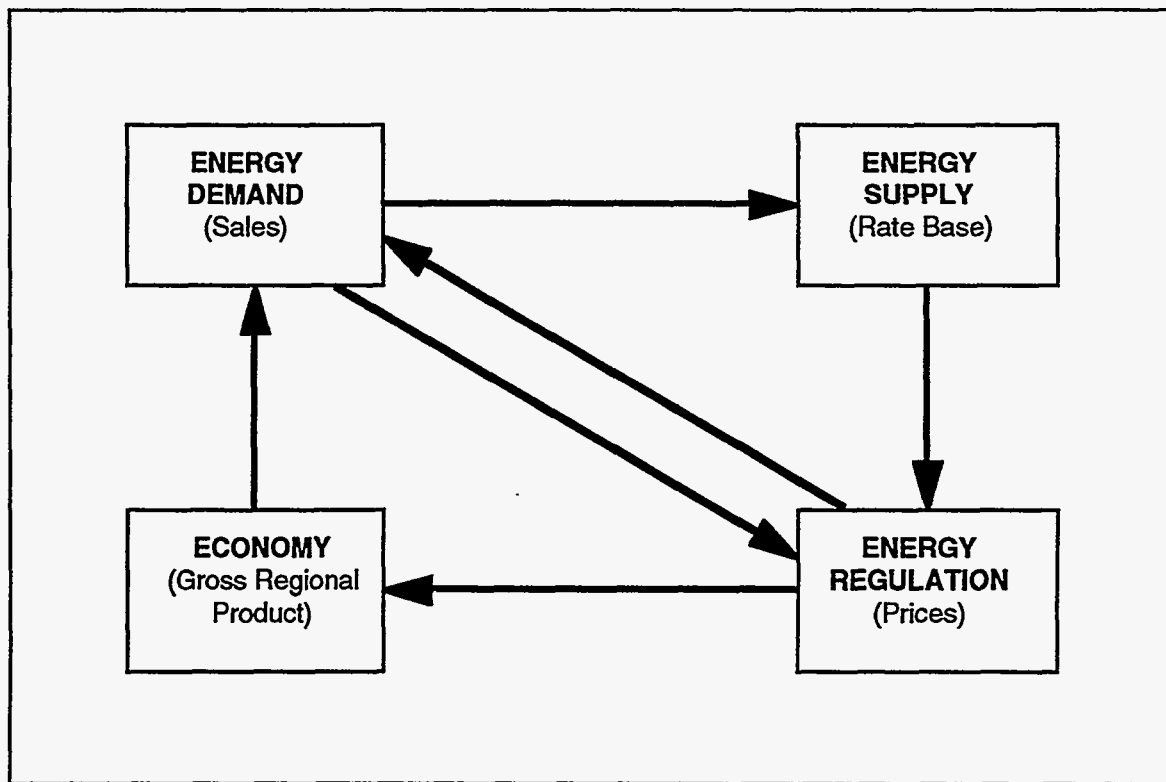 ENERGY
DEMAND
(Sales)
ENERGY
SUPPLY
(Rate Base)
ECONOMY
(Gross Regional
Product)
ENERGY
REGULATION
(Prices)